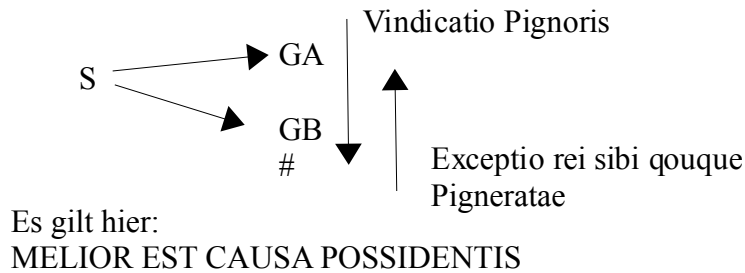 Vindicatio Pignoris
GA
S
GB
#
Exceptio rei sibi qouque
Pigneratae
Es gilt hier:
MELIOR EST CAUSA POSSIDENTIS